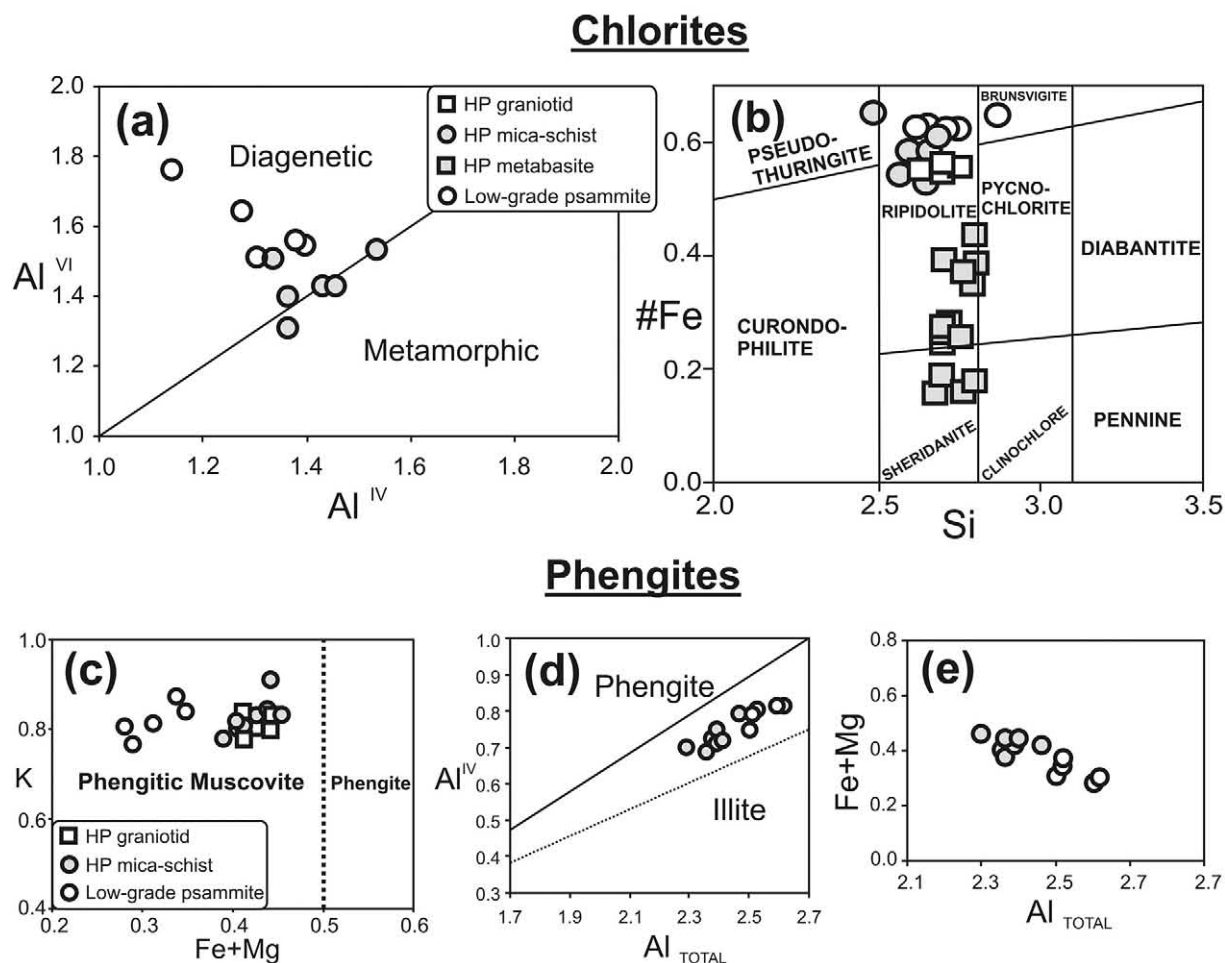 Chlorites
(a)
2.0
1.8
1.6
1.4
1.2
1.0
Al VI
Diagenetic
Metamorphic
HP graniotid
HP mica-schist
HP metabasite
Low-grade psammite
1.0 1.2 1.4 1.6 1.8 2.0
Al IV
(b)
0.6
0.4
0.2
0.0
#Fe
BRUNSVIGITE
PSEUDO-
THURINGITE
RIPIDOLITE
PYCNO-
CHLORITE
DIABANTITE
CURONDO-
PHILITE
SHERIDANITE
CLINOCHLORE
PENNINE
2.0 2.5 3.0 3.5
Si
Phengites
(c)
1.0
0.8
K
0.8
0.4
Phengitic Muscovite
Phengite
HP graniotid
HP mica-schist
Low-grade psammite
0.2 0.3 0.4 0.5 0.6
Fe+Mg
(d)
1.0
0.9
0.8
0.7
0.6
0.5
0.4
0.3
Al IV
Phengite
Illite
1.7 1.9 2.1 2.3 2.5 2.7
Al TOTAL
(e)
0.8
0.6
0.4
0.2
0.0
Fe+Mg
2.1 2.3 2.5 2.7 2.7
Al TOTAL